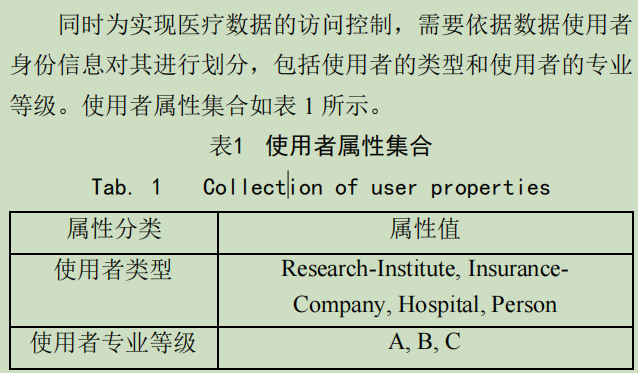 同时为实现医疗数据的访问控制，需要依据数据使用者
身份信息对其进行划分，包括使用者的类型和使用者的专业
等级。使用者属性集合如表 1 所示。
表1 使用者属性集合
Tab. 1 Collection of user properties
属性分类 属性值
使用者类型 Research-Institute, Insurance-
Company, Hospital, Person
使用者专业等级 A, B, C